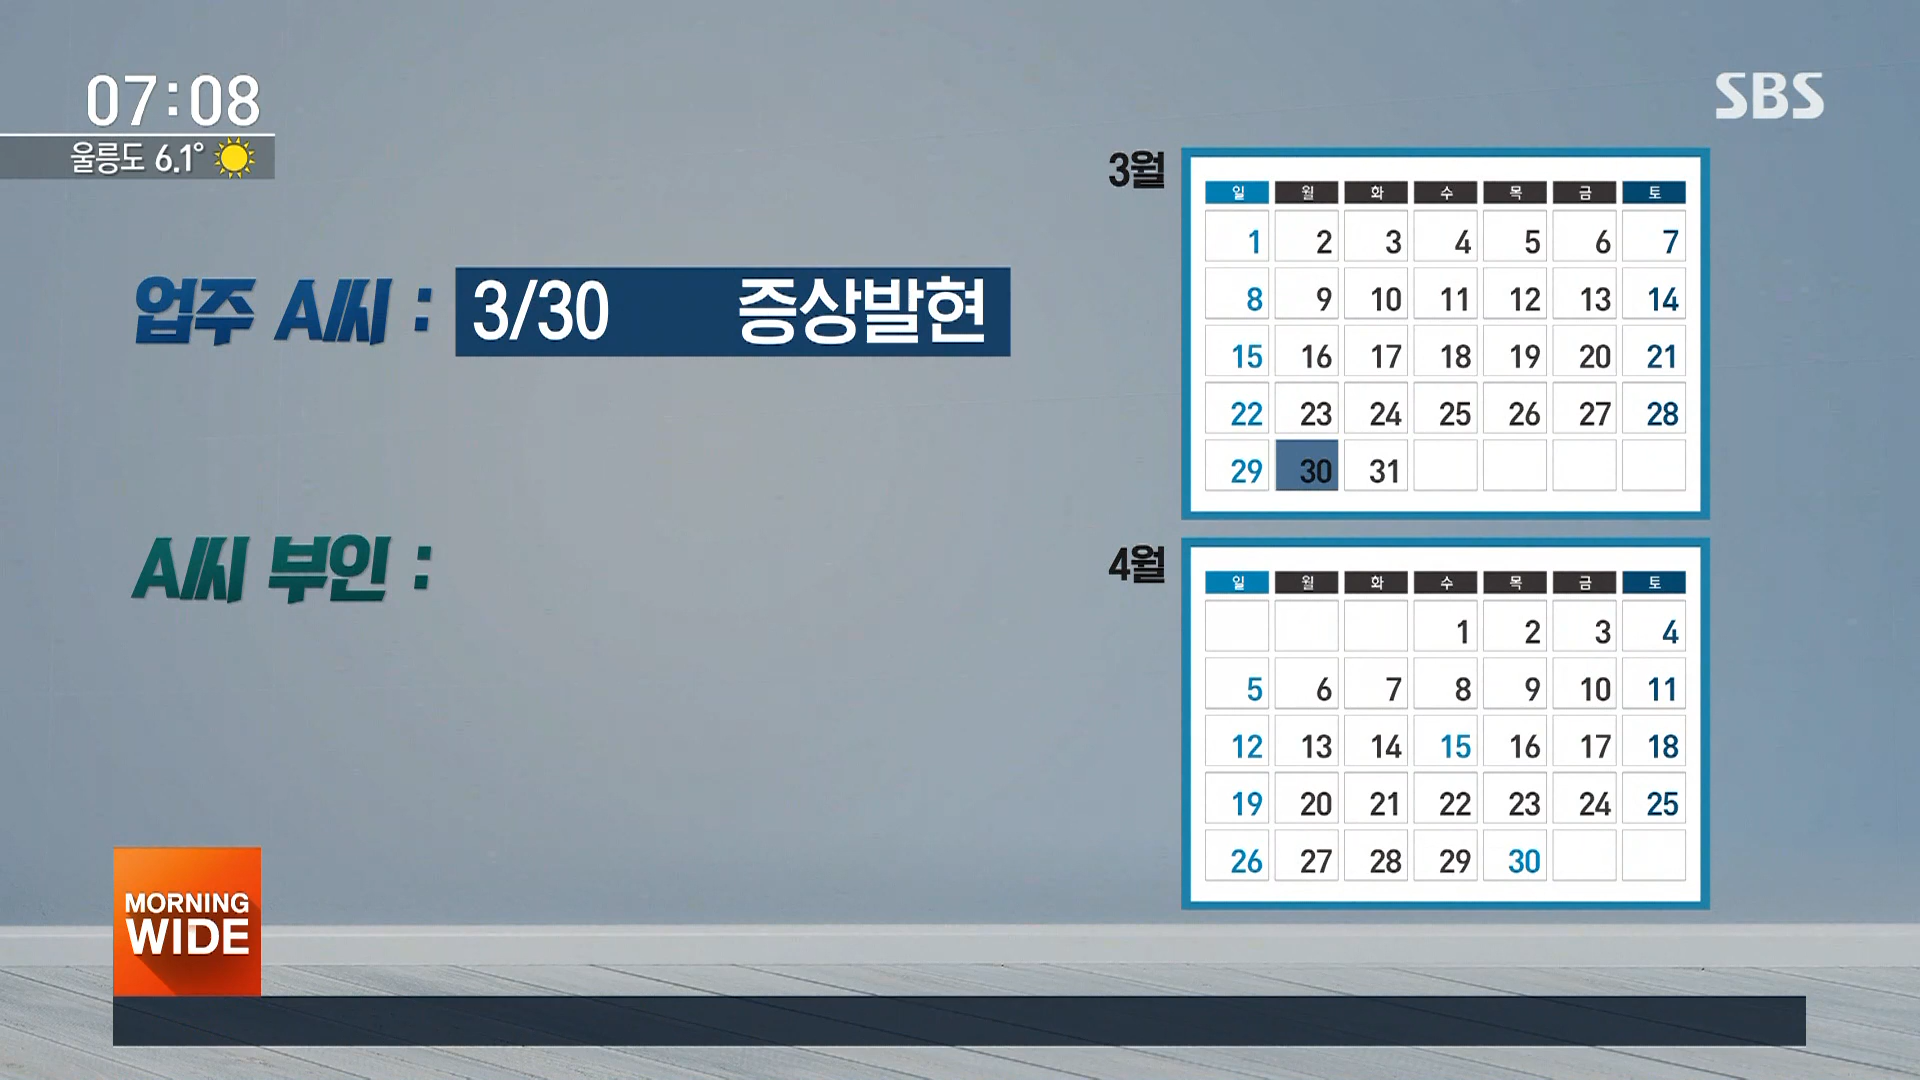 07:08
울릉도 6.1°
SBS
업주 A씨 : 3/30 증상발현
A씨 부인 :
3월
일 월 화 수 목 금 토
1 2 3 4 5 6 7
8 9 10 11 12 13 14
15 16 17 18 19 20 21
22 23 24 25 26 27 28
29 30 31
4월
일 월 화 수 목 금 토
1 2 3 4
5 6 7 8 9 10 11
12 13 14 15 16 17 18
19 20 21 22 23 24 25
26 27 28 29 30
MORNING
WIDE